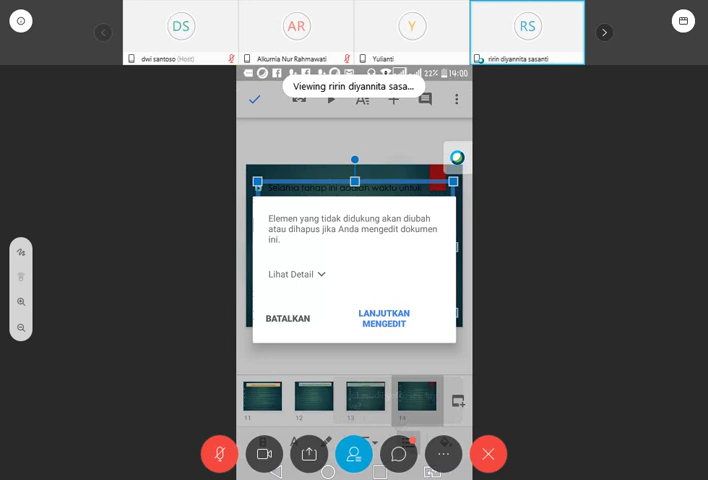 DS
AR
Y
RS
dwi santoso (Host)
Alkumia Nur Rahmawati
Yulianti
ririn diyannita sasanti
22% 14:00
Viewing ririn diyannita sasa...
Selama tahap ini adalah waktu untuk
Elemen yang tidak didukung akan diubah
atau dihapus jika Anda mengedit dokumen
ini.
Lihat Detail
BATALKAN
LANJUTKAN
MENGEDIT
11
12
13
14